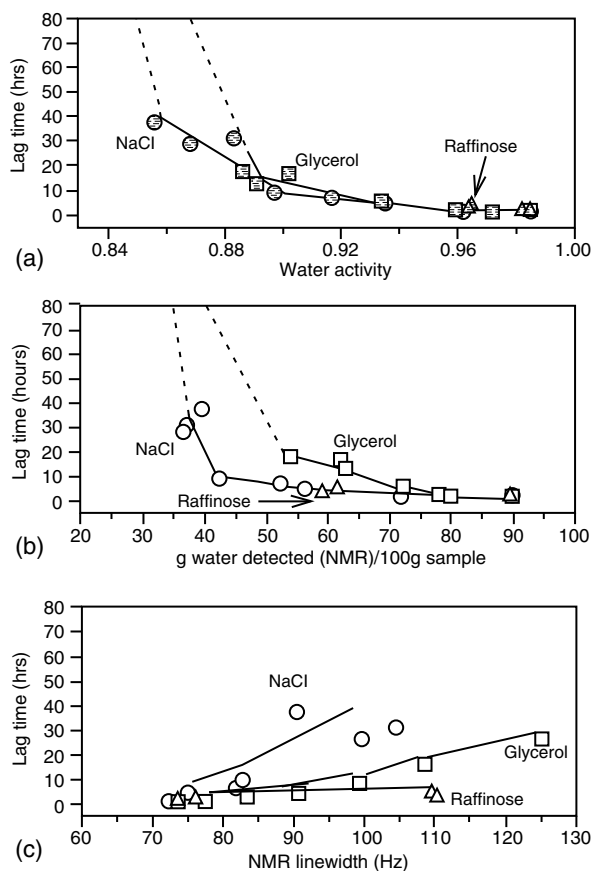 80
70
60
50
40
30
20
10
0
Lag time (hrs)
NaCl
Glycerol
Raffinose
0.84 0.88 0.92 0.96 1.00
(a)
Water activity
80
70
60
50
40
30
20
10
0
Lag time (hours)
NaCl
Glycerol
Raffinose
20 30 40 50 60 70 80 90 100
(b)
g water detected (NMR)/100g sample
80
70
60
50
40
30
20
10
0
Lag time (hrs)
NaCl
Glycerol
Raffinose
60 70 80 90 100 110 120 130
(c)
NMR linewidth (Hz)